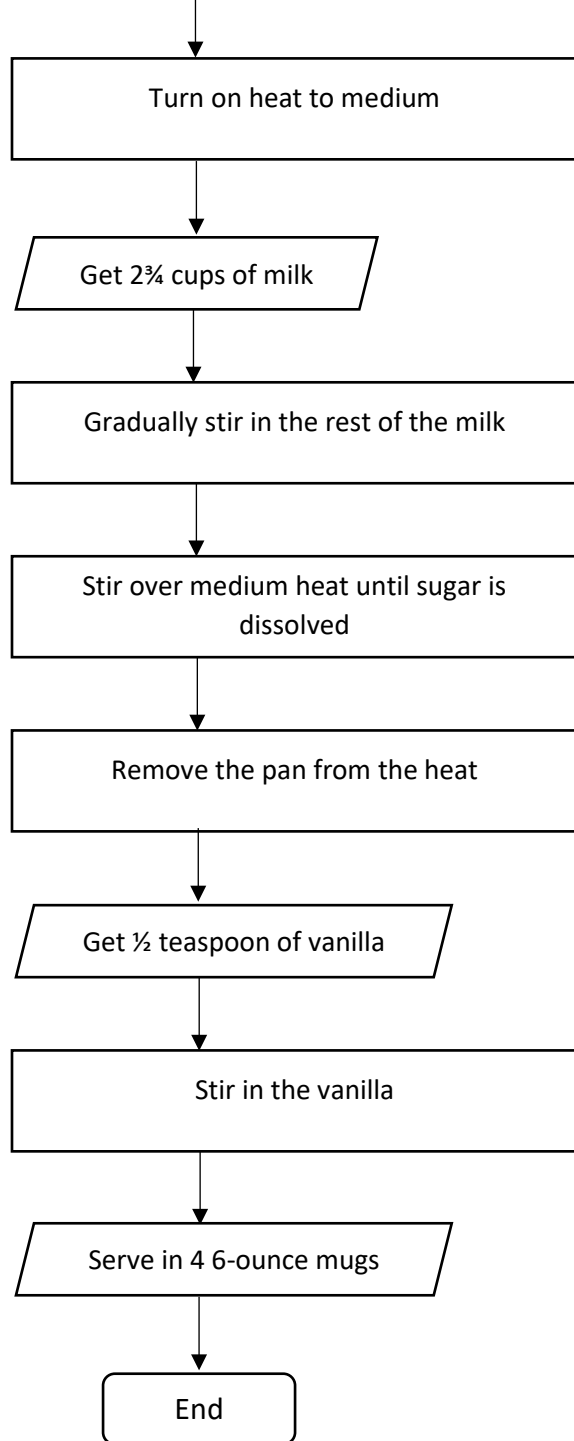 Turn on heat to medium
Get 2¾ cups of milk
Gradually stir in the rest of the milk
Stir over medium heat until sugar is
dissolved
Remove the pan from the heat
Get ½ teaspoon of vanilla
Stir in the vanilla
Serve in 4 6-ounce mugs
End